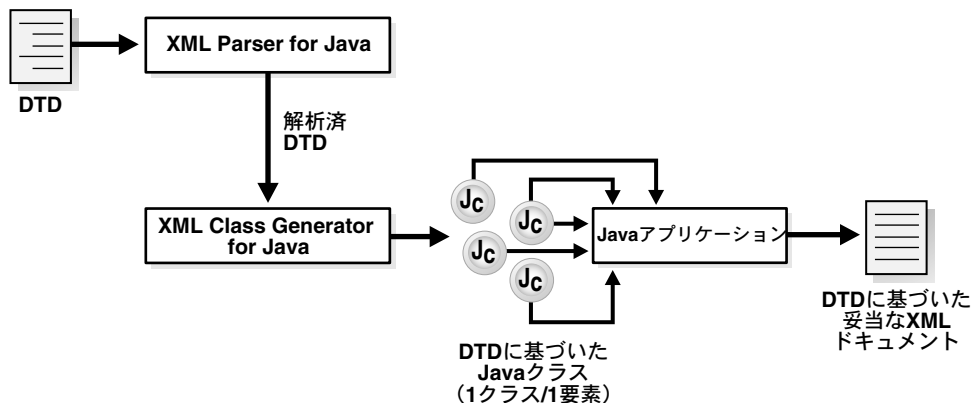 XML Parser for Java
DTD
解析済
DTD
XML Class Generator
for Java
Jc
Jc
Jc
Jc
Javaアプリケーション
DTDに基づいた
妥当なXML
ドキュメント
DTDに基づいた
Javaクラス
（1クラス/1要素）